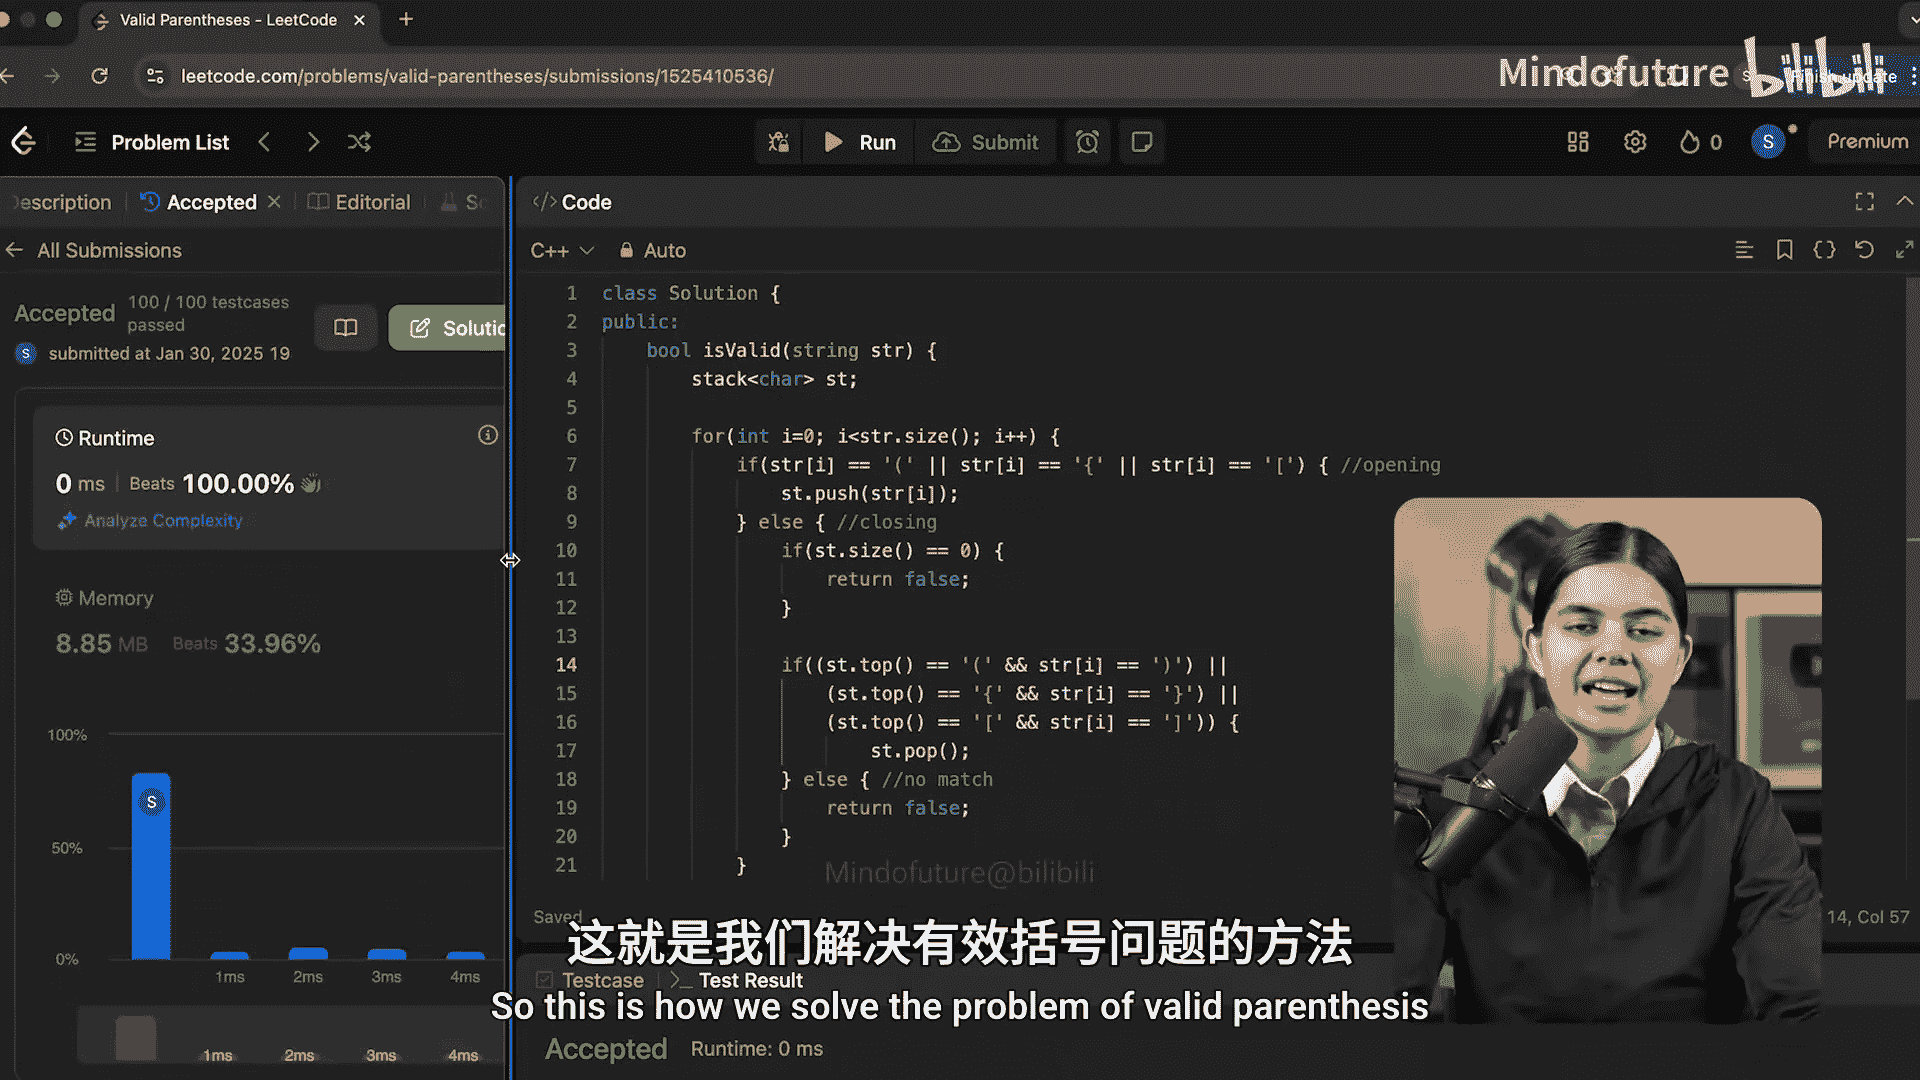 Valid Parentheses - LeetCode
leetcode.com/problems/valid-parentheses/submissions/1525410536/
Mindofuture bilibili
Problem List
Run
Submit
0
S
Premium
Description
Accepted
Editorial
So
</> Code
All Submissions
C++
Auto
Accepted
100 / 100 testcases
passed
Solutio
S submitted at Jan 30, 2025 19
Runtime
0 ms | Beats 100.00%
Analyze Complexity
Memory
8.85 MB Beats 33.96%
100%
50%
0%
S
1ms 2ms 3ms 4ms
1ms 2ms 3ms 4ms
1 class Solution {
2 public:
3 bool isValid(string str) {
4 stack<char> st;
5
6 for(int i=0; i<str.size(); i++) {
7 if(str[i] == '(' || str[i] == '{' || str[i] == '[') { //opening
8 st.push(str[i]);
9 } else { //closing
10 if(st.size() == 0) {
11 return false;
12 }
13
14 if((st.top() == '(' && str[i] == ')') ||
15 (st.top() == '{' && str[i] == '}') ||
16 (st.top() == '[' && str[i] == ']')) {
17 st.pop();
18 } else { //no match
19 return false;
20 }
21 }
Mindofuture@bilibili
Saved
14, Col 57
这就是我们解决有效括号问题的方法
Testcase
Test Result
So this is how we solve the problem of valid parenthesis
Accepted Runtime: 0 ms